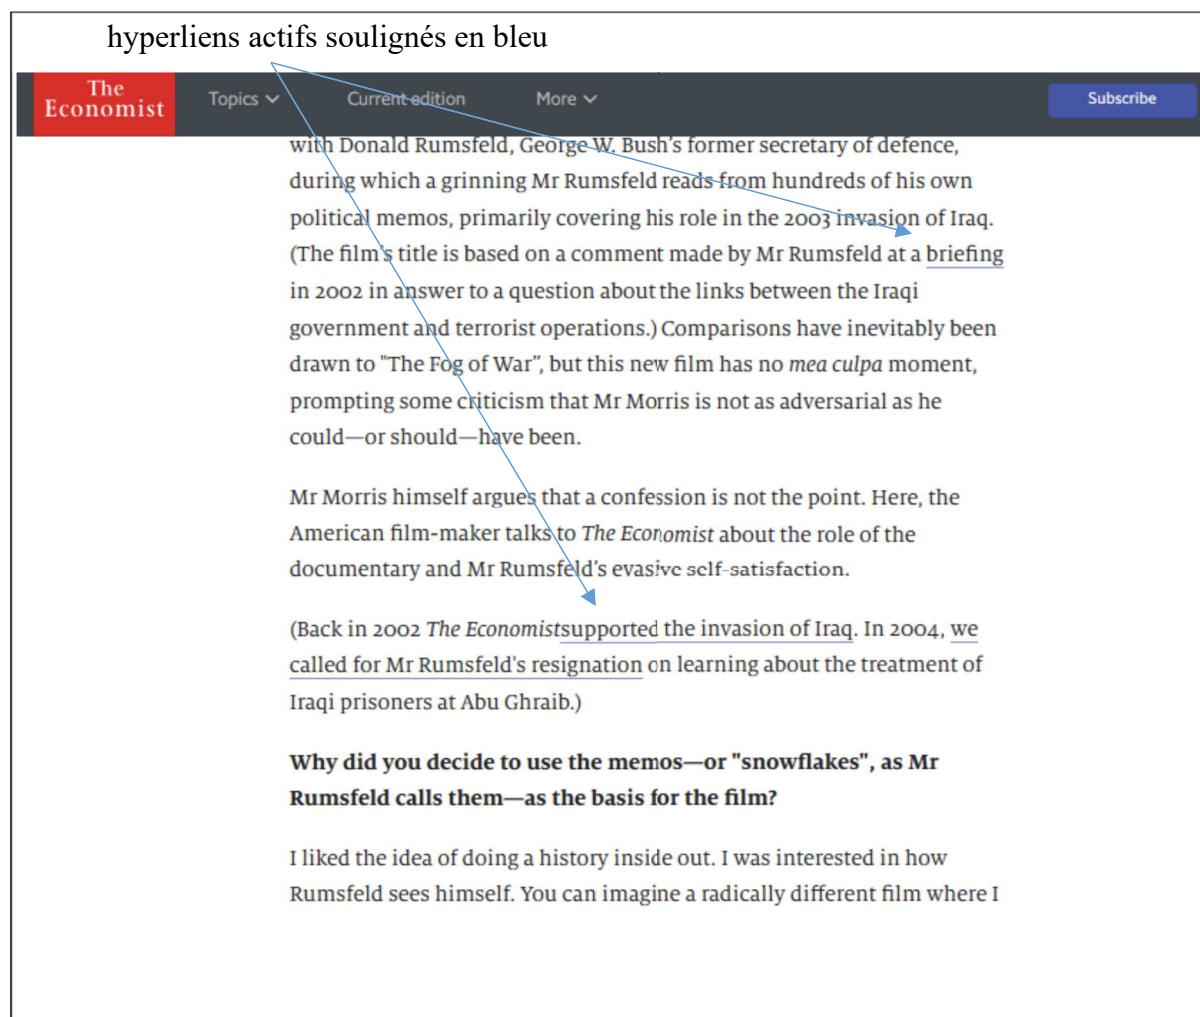 hyperliens actifs soulignés en bleu
The
Economist
Topics
Current edition
More
Subscribe
with Donald Rumsfeld, George W. Bush's former secretary of defence,
during which a grinning Mr Rumsfeld reads from hundreds of his own
political memos, primarily covering his role in the 2003 invasion of Iraq.
(The film's title is based on a comment made by Mr Rumsfeld at a briefing
in 2002 in answer to a question about the links between the Iraqi
government and terrorist operations.) Comparisons have inevitably been
drawn to "The Fog of War”, but this new film has no mea culpa moment,
prompting some criticism that Mr Morris is not as adversarial as he
could—or should—have been.
Mr Morris himself argues that a confession is not the point. Here, the
American film-maker talks to The Economist about the role of the
documentary and Mr Rumsfeld’s evasive self-satisfaction.
(Back in 2002 The Economistsupported the invasion of Iraq. In 2004, we
called for Mr Rumsfeld's resignation on learning about the treatment of
Iraqi prisoners at Abu Ghraib.)
Why did you decide to use the memos—or "snowflakes", as Mr
Rumsfeld calls them—as the basis for the film?
I liked the idea of doing a history inside out. I was interested in how
Rumsfeld sees himself. You can imagine a radically different film where I